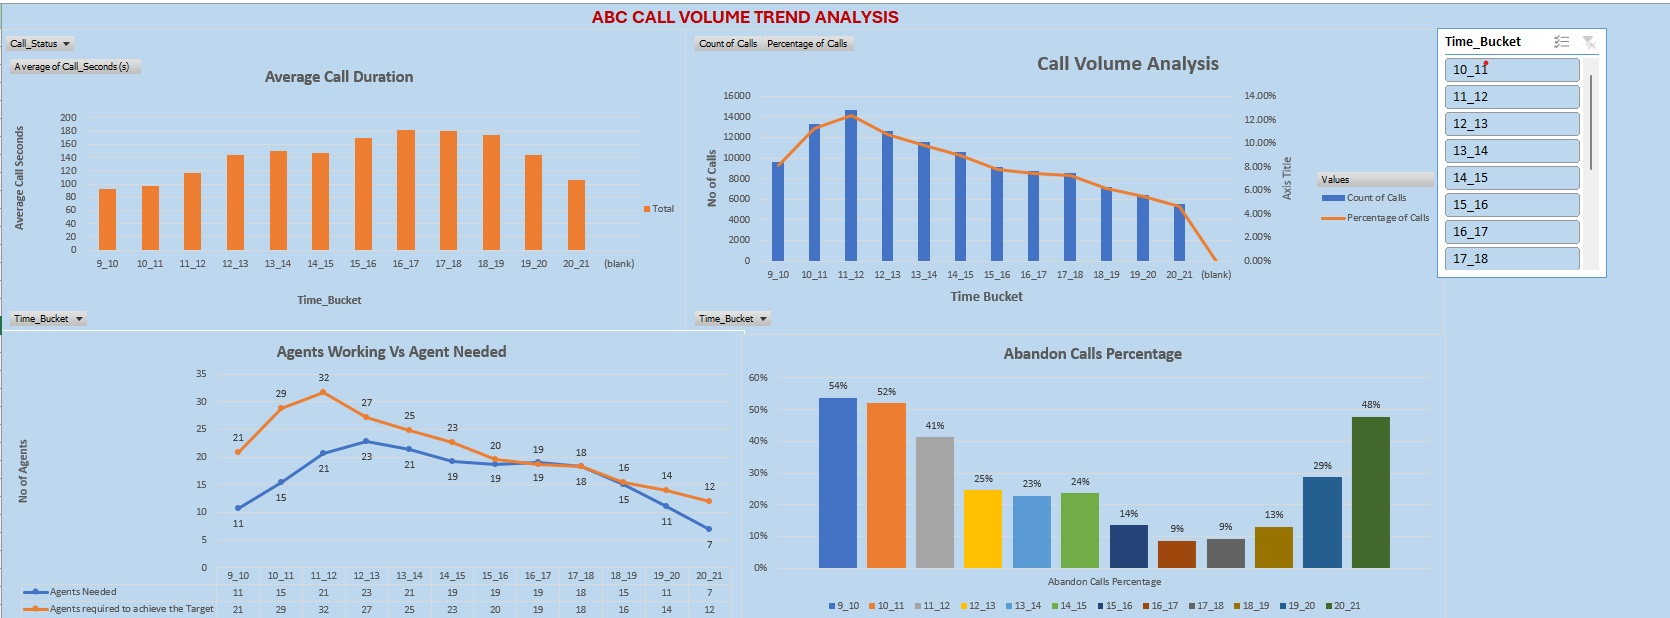 ABC CALL VOLUME TREND ANALYSIS
Call_Status
Average of Call_Seconds (s)
Average Call Duration
Average Call Seconds
200
180
160
140
120
100
80
60
40
20
0
9_10 10_11 11_12 12_13 13_14 14_15 15_16 16_17 17_18 18_19 19_20 20_21 (blank)
Total
Time_Bucket
Time_Bucket
Count of Calls Percentage of Calls
Call Volume Analysis
No of Calls
16000
14000
12000
10000
8000
6000
4000
2000
0
14.00%
12.00%
10.00%
8.00%
6.00%
4.00%
2.00%
0.00%
Axis Title
9_10 10_11 11_12 12_13 13_14 14_15 15_16 16_17 17_18 18_19 19_20 20_21 (blank)
Time Bucket
Values
Count of Calls
Percentage of Calls
Time_Bucket
Time_Bucket
10_11
11_12
12_13
13_14
14_15
15_16
16_17
17_18
Agents Working Vs Agent Needed
No of Agents
35
30
25
20
15
10
5
0
21 29 32 27 25 23 20 19 18 16 14 12
11 15 21 23 21 19 19 19 18 15 11 7
9_10 10_11 11_12 12_13 13_14 14_15 15_16 16_17 17_18 18_19 19_20 20_21
Agents Needed 11 15 21 23 21 19 19 19 18 15 11 7
Agents required to achieve the Target 21 29 32 27 25 23 20 19 18 16 14 12
Abandon Calls Percentage
60%
50%
40%
30%
20%
10%
0%
54% 52% 41% 25% 23% 24% 14% 9% 9% 13% 29% 48%
Abandon Calls Percentage
9_10 10_11 11_12 12_13 13_14 14_15 15_16 16_17 17_18 18_19 19_20 20_21